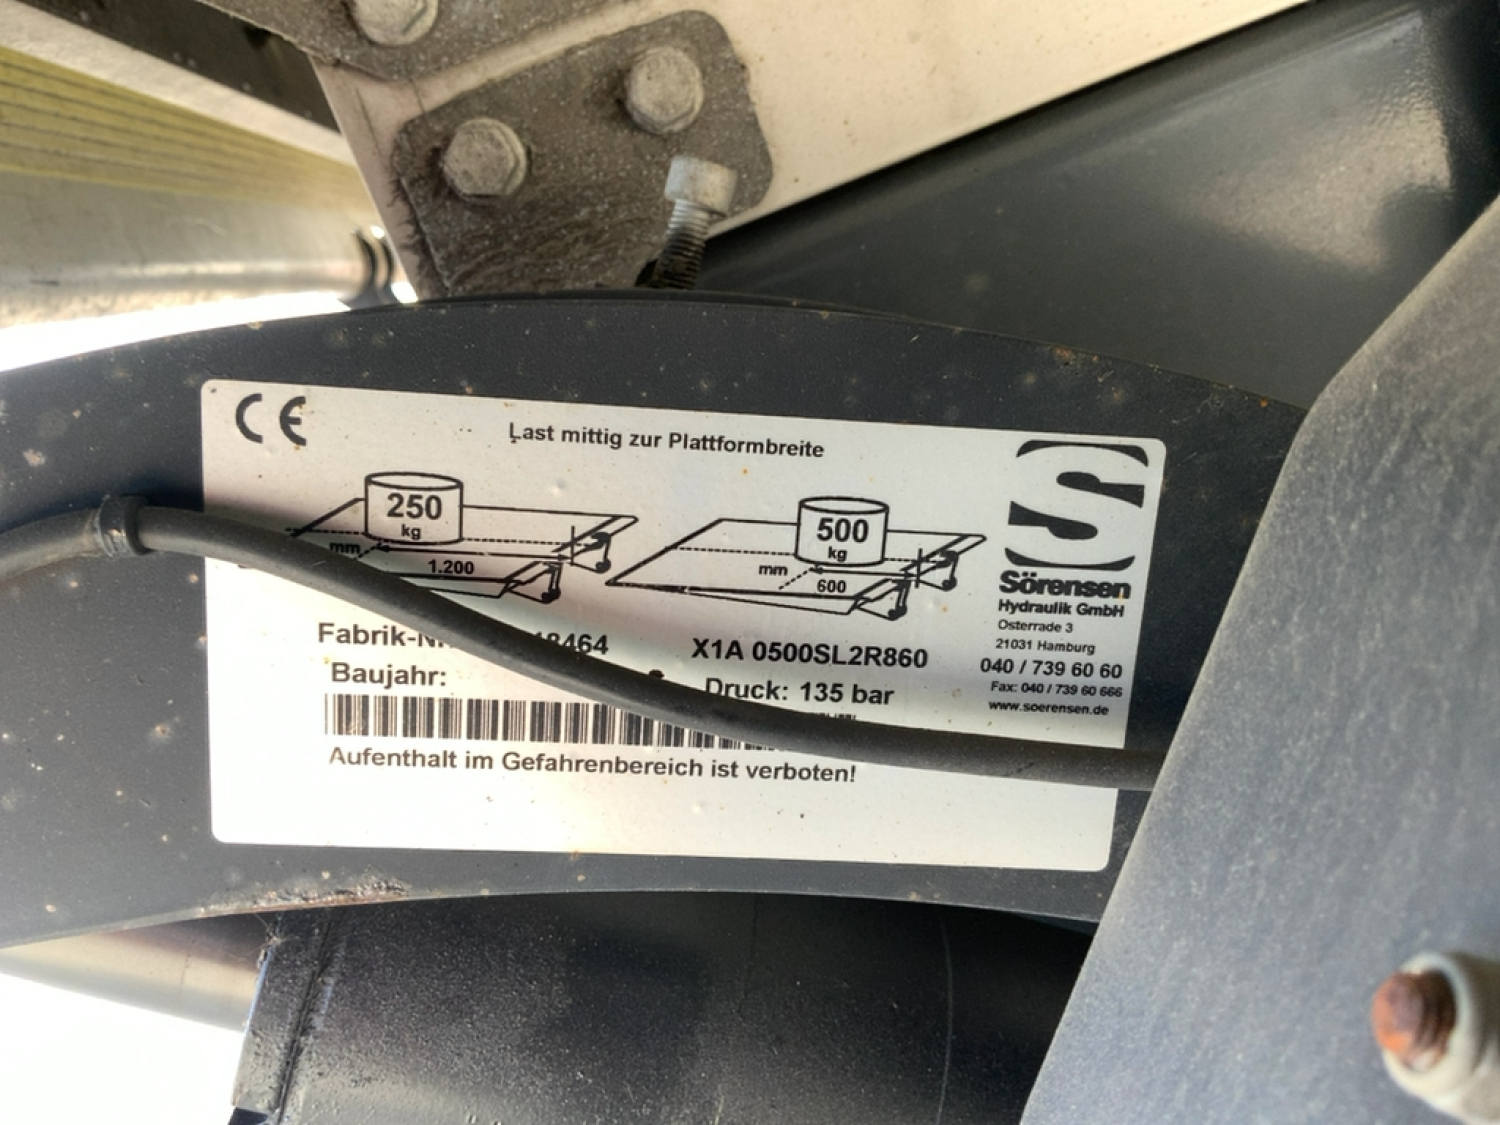 CE
Last mittig zur Plattformbreite
250
kg
mm
1.200
500
kg
mm
600
S
Sörensen
Hydraulik GmbH
Osterrade 3
21031 Hamburg
040 / 739 60 60
Fax: 040 / 739 60 666
www.soerensen.de
18464
X1A 0500SL2R860
Baujahr:
Druck: 135 bar
Aufenthalt im Gefahrenbereich ist verboten!